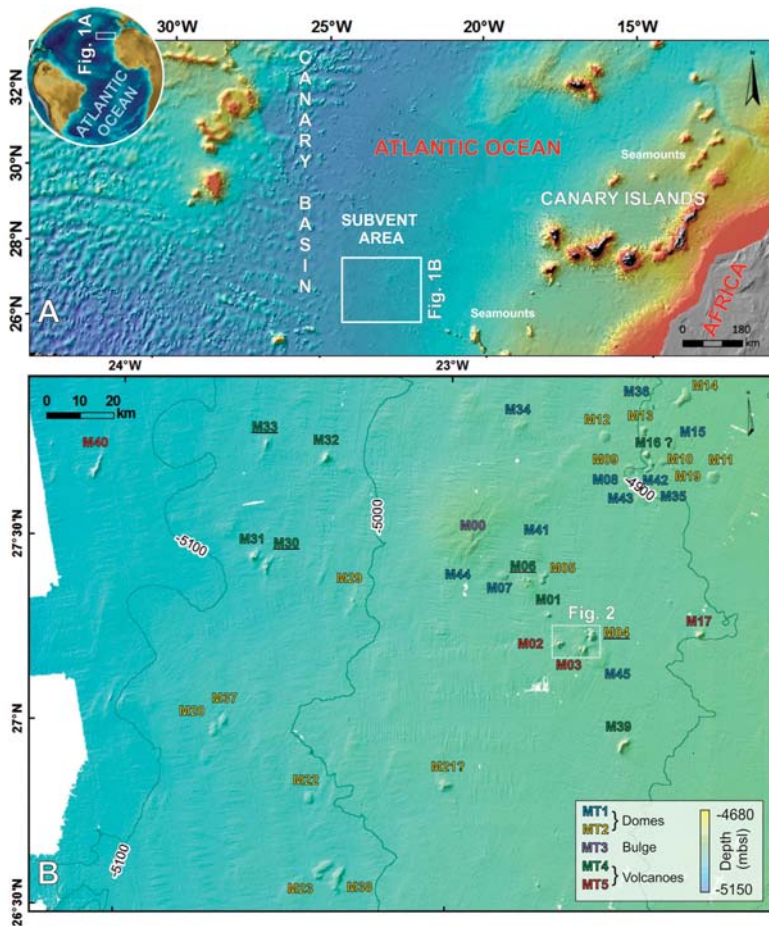 30°W
25°W
20°W
15°W
Fig. 1A
ATLANTIC
OCEAN
CANARY BASIN
ATLANTIC OCEAN
Seamounts
CANARY ISLANDS
SUBVENT
AREA
Fig. 1B
Seamounts
AFRICA
0 180
km
32°N
30°N
28°N
26°N
A
N
24°W
23°W
0 10 20
km
M33
M32
M40
M34
M36
M14
M13
M12
M16 ?
M15
M09
M10
M11
M19
M08
M42
-4900
M43
M35
-5100
-5000
M00
M41
M31
M30
M29
M44
M06
M05
M07
M01
Fig. 2
M04
M17
M02
M03
M45
M37
M20
M39
M22
M21?
-5100
M23
M38
27°30'N
27°N
26°30'N
B
MT1
MT2
} Domes
MT3 Bulge
MT4
MT5
} Volcanoes
-4680
Depth
(mbsl)
-5150